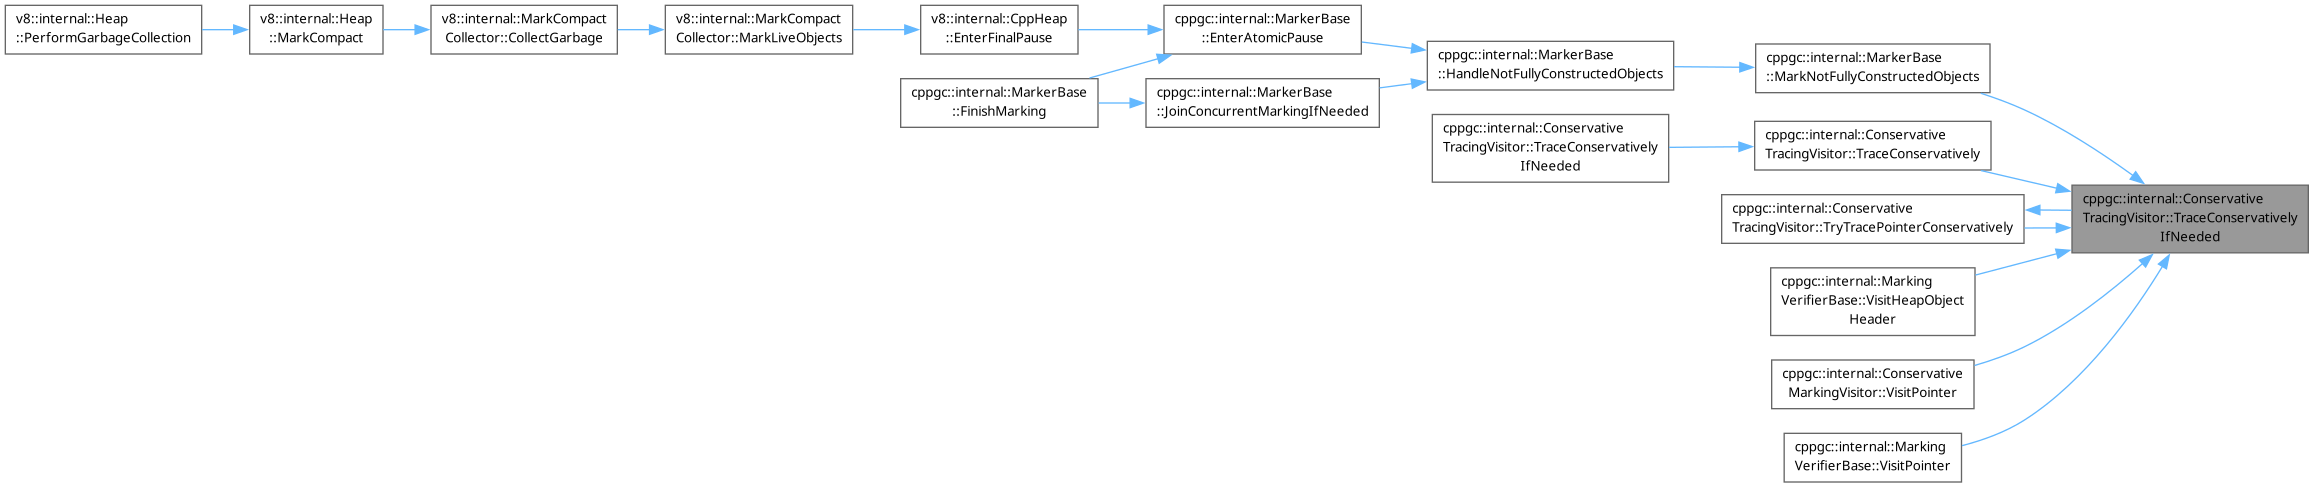 v8::internal::Heap
::PerformGarbageCollection
v8::internal::Heap
::MarkCompact
v8::internal::MarkCompact
Collector::CollectGarbage
v8::internal::MarkCompact
Collector::MarkLiveObjects
v8::internal::CppHeap
::EnterFinalPause
cppgc::internal::MarkerBase
::EnterAtomicPause
cppgc::internal::MarkerBase
::FinishMarking
cppgc::internal::MarkerBase
::JoinConcurrentMarkingIfNeeded
cppgc::internal::MarkerBase
::HandleNotFullyConstructedObjects
cppgc::internal::MarkerBase
::MarkNotFullyConstructedObjects
cppgc::internal::Conservative
TracingVisitor::TraceConservatively
IfNeeded
cppgc::internal::Conservative
TracingVisitor::TraceConservatively
cppgc::internal::Conservative
TracingVisitor::TryTracePointerConservatively
cppgc::internal::Conservative
TracingVisitor::TraceConservatively
IfNeeded
cppgc::internal::Marking
VerifierBase::VisitHeapObject
Header
cppgc::internal::Conservative
MarkingVisitor::VisitPointer
cppgc::internal::Marking
VerifierBase::VisitPointer